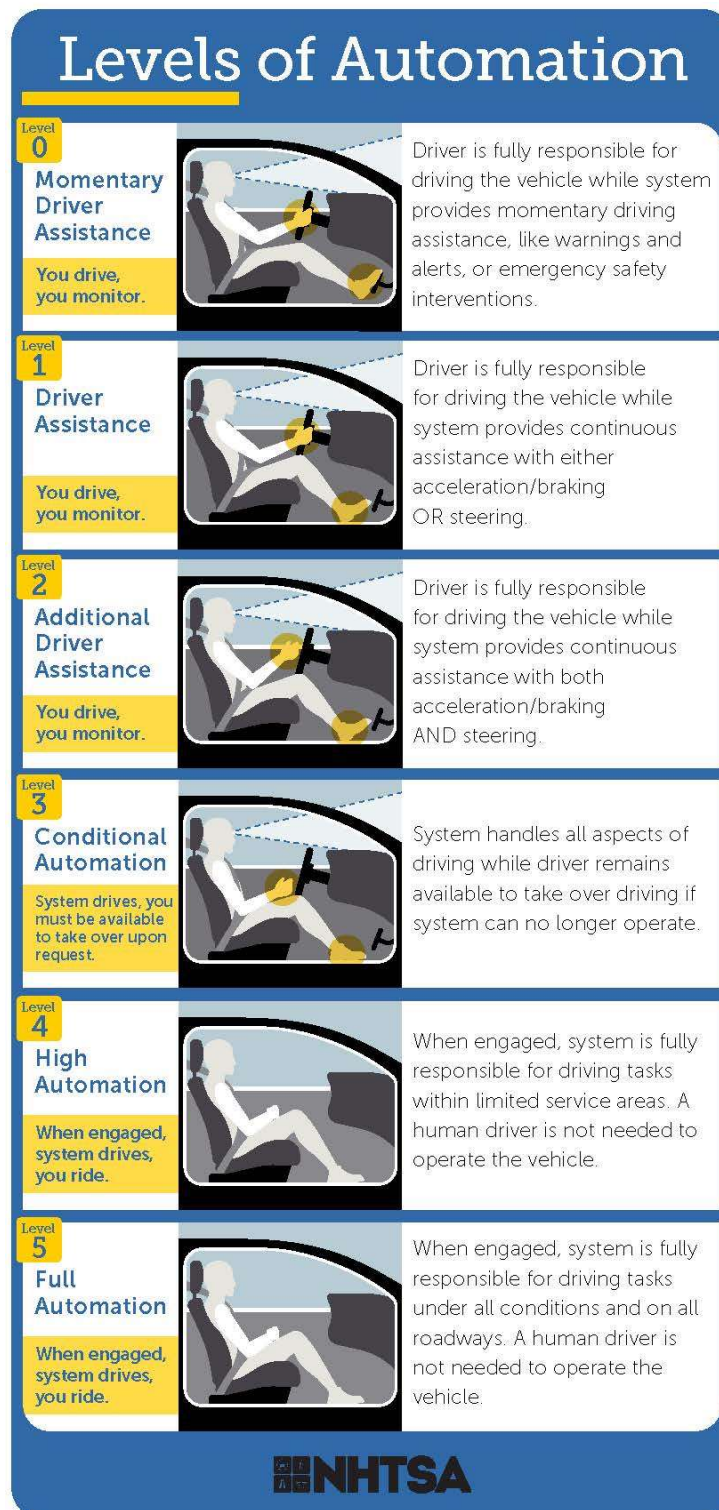 Levels of Automation
Level
0
Momentary
Driver
Assistance
You drive,
you monitor.
Driver is fully responsible for
driving the vehicle while system
provides momentary driving
assistance, like warnings and
alerts, or emergency safety
interventions.
Level
1
Driver
Assistance
You drive,
you monitor.
Driver is fully responsible
for driving the vehicle while
system provides continuous
assistance with either
acceleration/braking
OR steering.
Level
2
Additional
Driver
Assistance
You drive,
you monitor.
Driver is fully responsible
for driving the vehicle while
system provides continuous
assistance with both
acceleration/braking
AND steering.
Level
3
Conditional
Automation
System drives, you
must be available
to take over upon
request.
System handles all aspects of
driving while driver remains
available to take over driving if
system can no longer operate.
Level
4
High
Automation
When engaged,
system drives,
you ride.
When engaged, system is fully
responsible for driving tasks
within limited service areas. A
human driver is not needed to
operate the vehicle.
Level
5
Full
Automation
When engaged,
system drives,
you ride.
When engaged, system is fully
responsible for driving tasks
under all conditions and on all
roadways. A human driver is
not needed to operate the
vehicle.
NHTSA